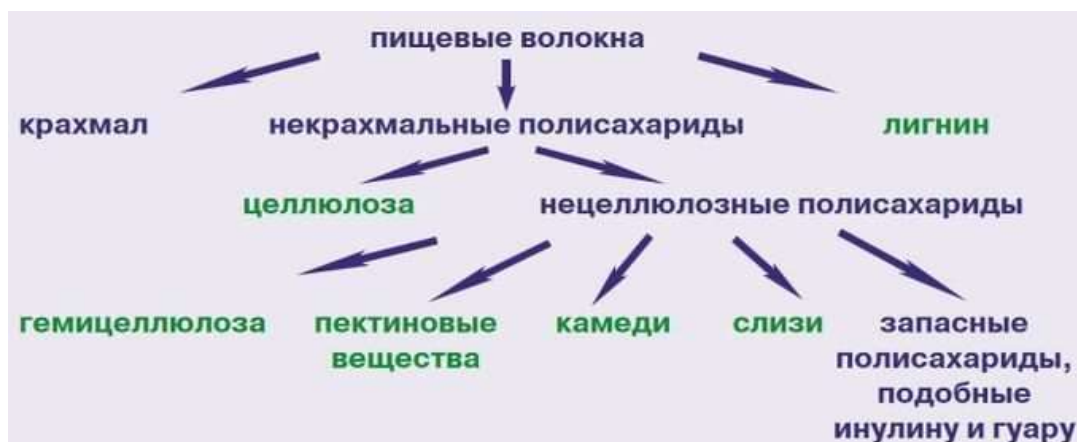 пищевые волокна
крахмал
некрахмальные полисахариды
лигнин
целлюлоза
нецеллюлозные полисахариды
гемицеллюлоза
пектиновые
вещества
камеди
слизи
запасные
полисахариды,
подобные
инулину и гуару